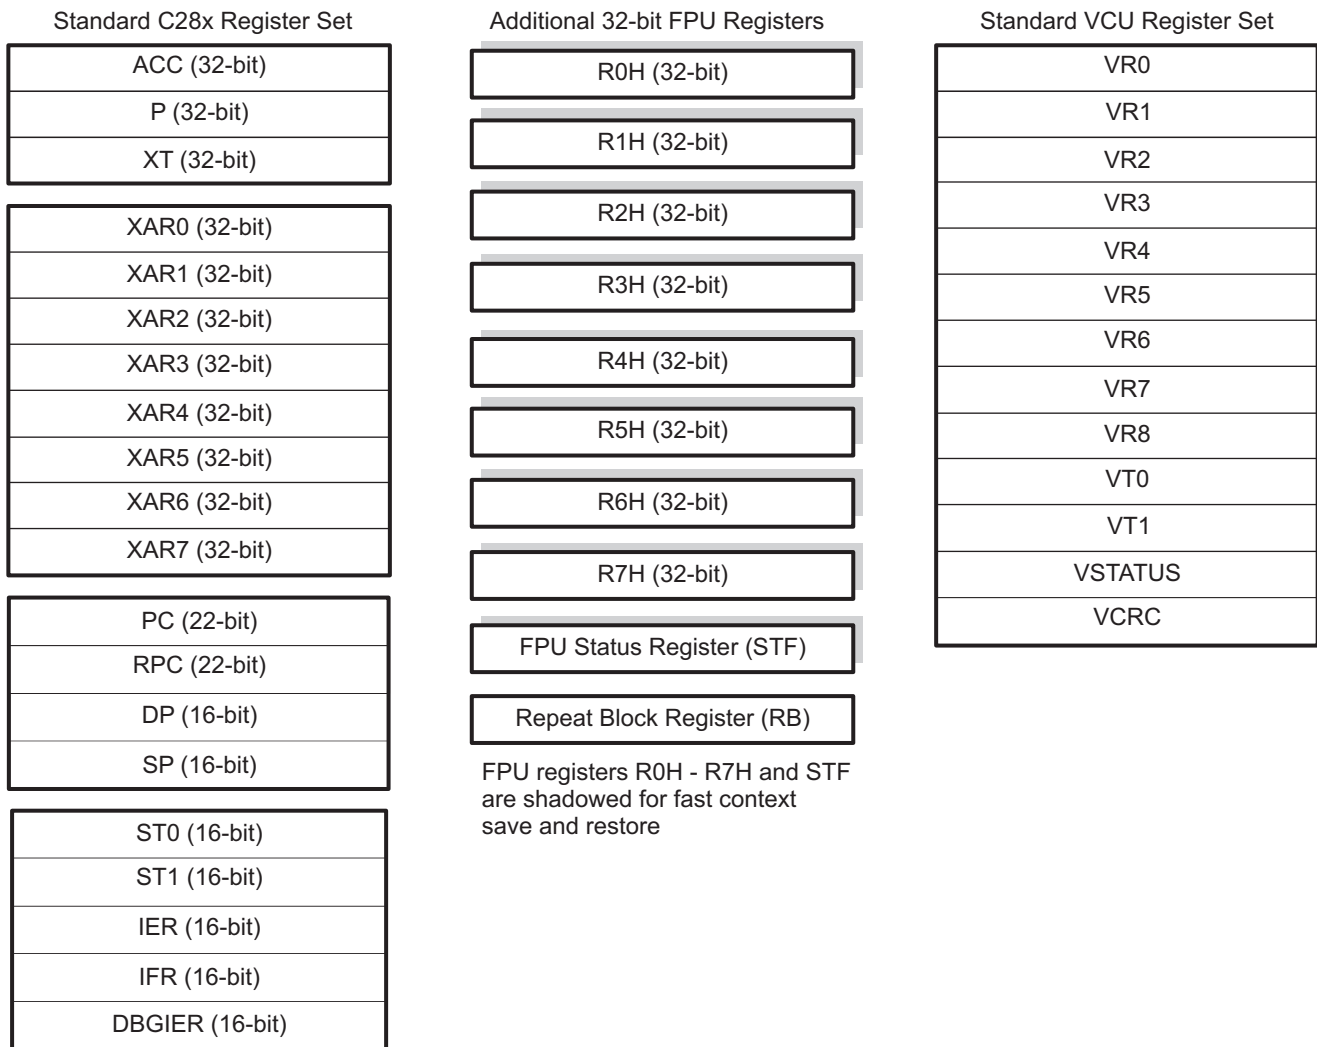 Standard C28x Register Set
ACC (32-bit)
P (32-bit)
XT (32-bit)
XAR0 (32-bit)
XAR1 (32-bit)
XAR2 (32-bit)
XAR3 (32-bit)
XAR4 (32-bit)
XAR5 (32-bit)
XAR6 (32-bit)
XAR7 (32-bit)
PC (22-bit)
RPC (22-bit)
DP (16-bit)
SP (16-bit)
ST0 (16-bit)
ST1 (16-bit)
IER (16-bit)
IFR (16-bit)
DBGIER (16-bit)
Additional 32-bit FPU Registers
R0H (32-bit)
R1H (32-bit)
R2H (32-bit)
R3H (32-bit)
R4H (32-bit)
R5H (32-bit)
R6H (32-bit)
R7H (32-bit)
FPU Status Register (STF)
Repeat Block Register (RB)
FPU registers R0H - R7H and STF
are shadowed for fast context
save and restore
Standard VCU Register Set
VR0
VR1
VR2
VR3
VR4
VR5
VR6
VR7
VR8
VT0
VT1
VSTATUS
VCRC